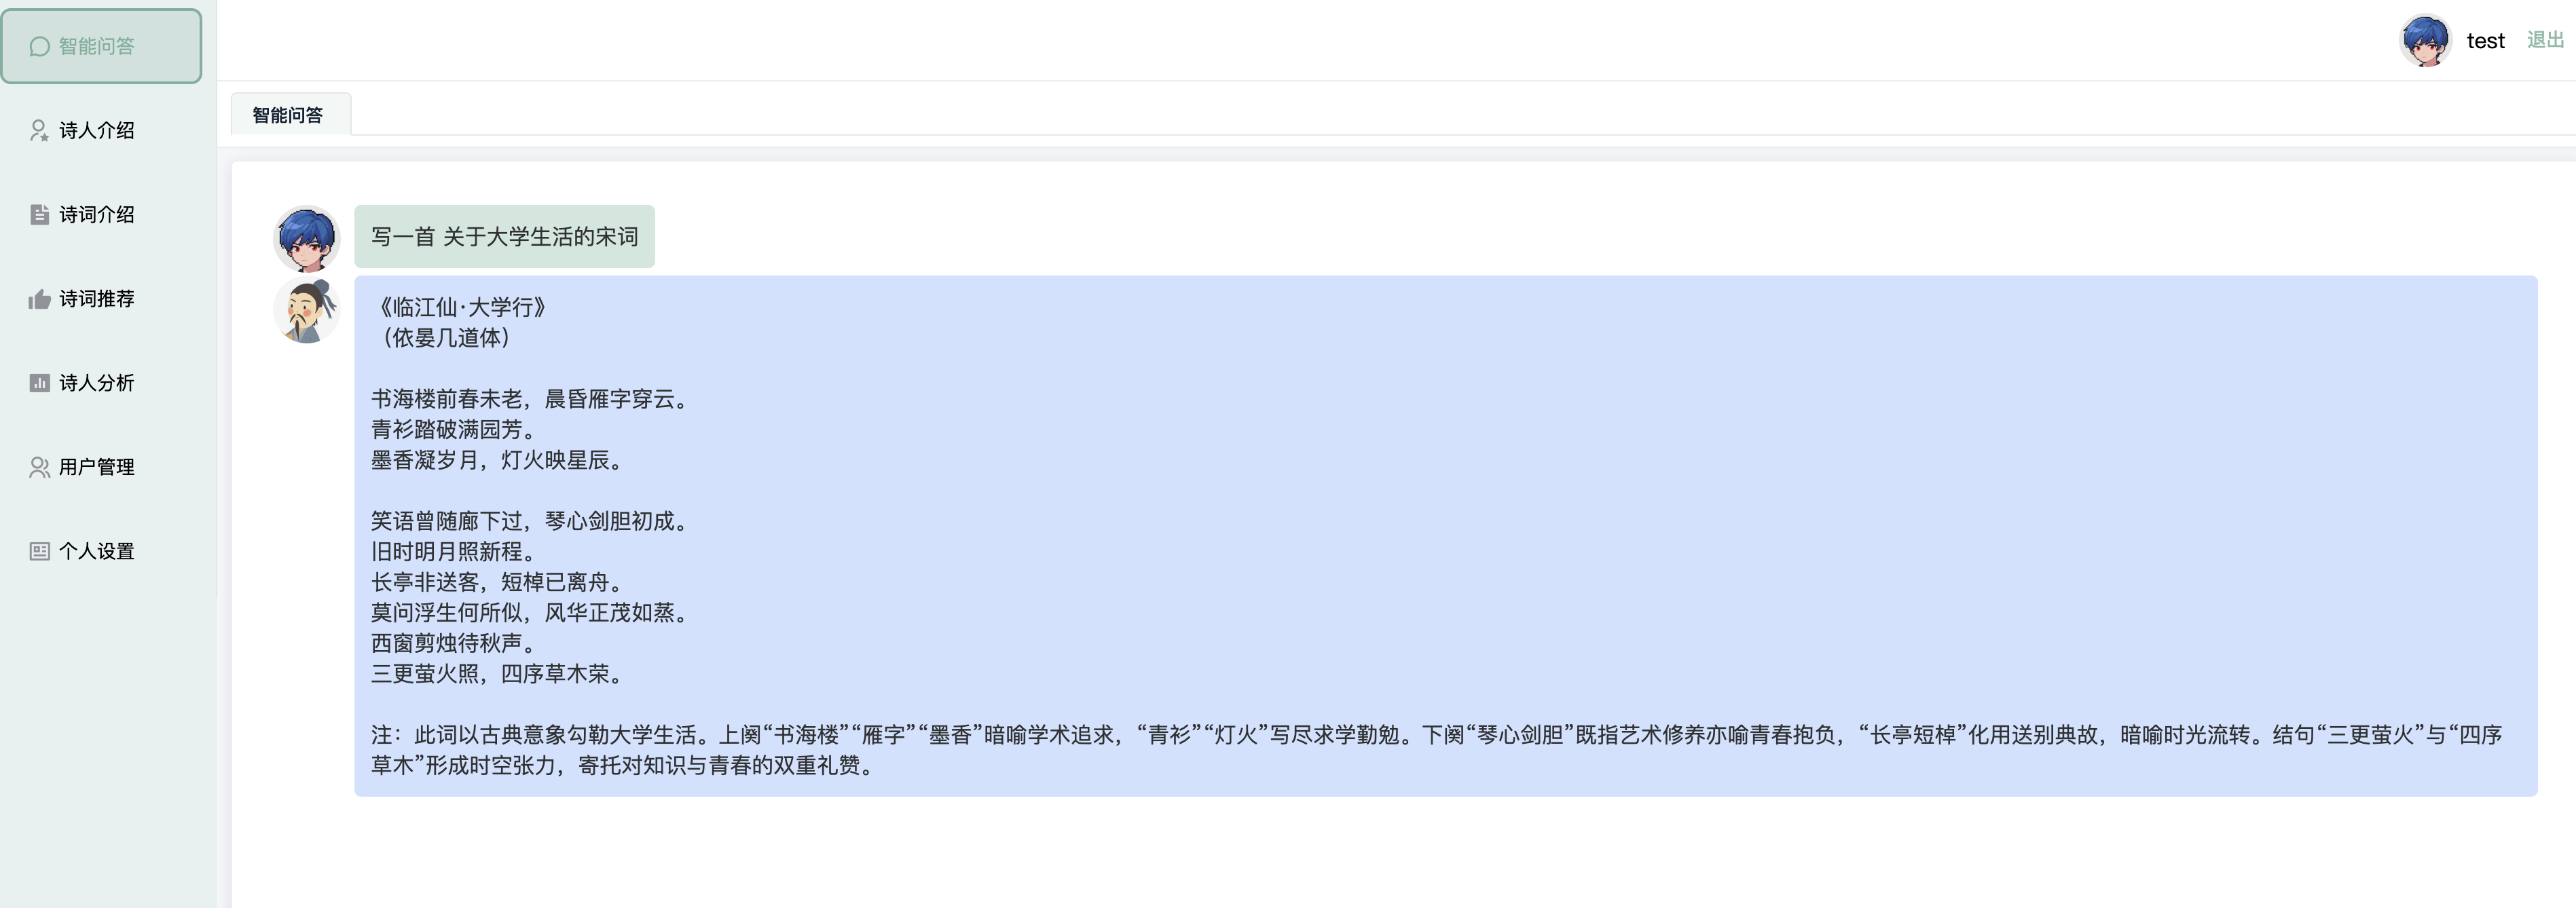 智能问答
诗人介绍
诗词介绍
诗词推荐
诗人分析
用户管理
个人设置
test 退出
智能问答
写一首 关于大学生活的宋词
《临江仙·大学行》
（依晏几道体）
书海楼前春未老，晨昏雁字穿云。
青衫踏破满园芳。
墨香凝岁月，灯火映星辰。
笑语曾随廊下过，琴心剑胆初成。
旧时明月照新程。
长亭非送客，短棹已离舟。
莫问浮生何所似，风华正茂如蒸。
西窗剪烛待秋声。
三更萤火照，四序草木荣。
注：此词以古典意象勾勒大学生活。上阕“书海楼”“雁字”“墨香”暗喻学术追求，“青衫”“灯火”写尽求学勤勉。下阕“琴心剑胆”既指艺术修养亦喻青春抱负，“长亭短棹”化用送别典故，暗喻时光流转。结句“三更萤火”与“四序
草木”形成时空张力，寄托对知识与青春的双重礼赞。